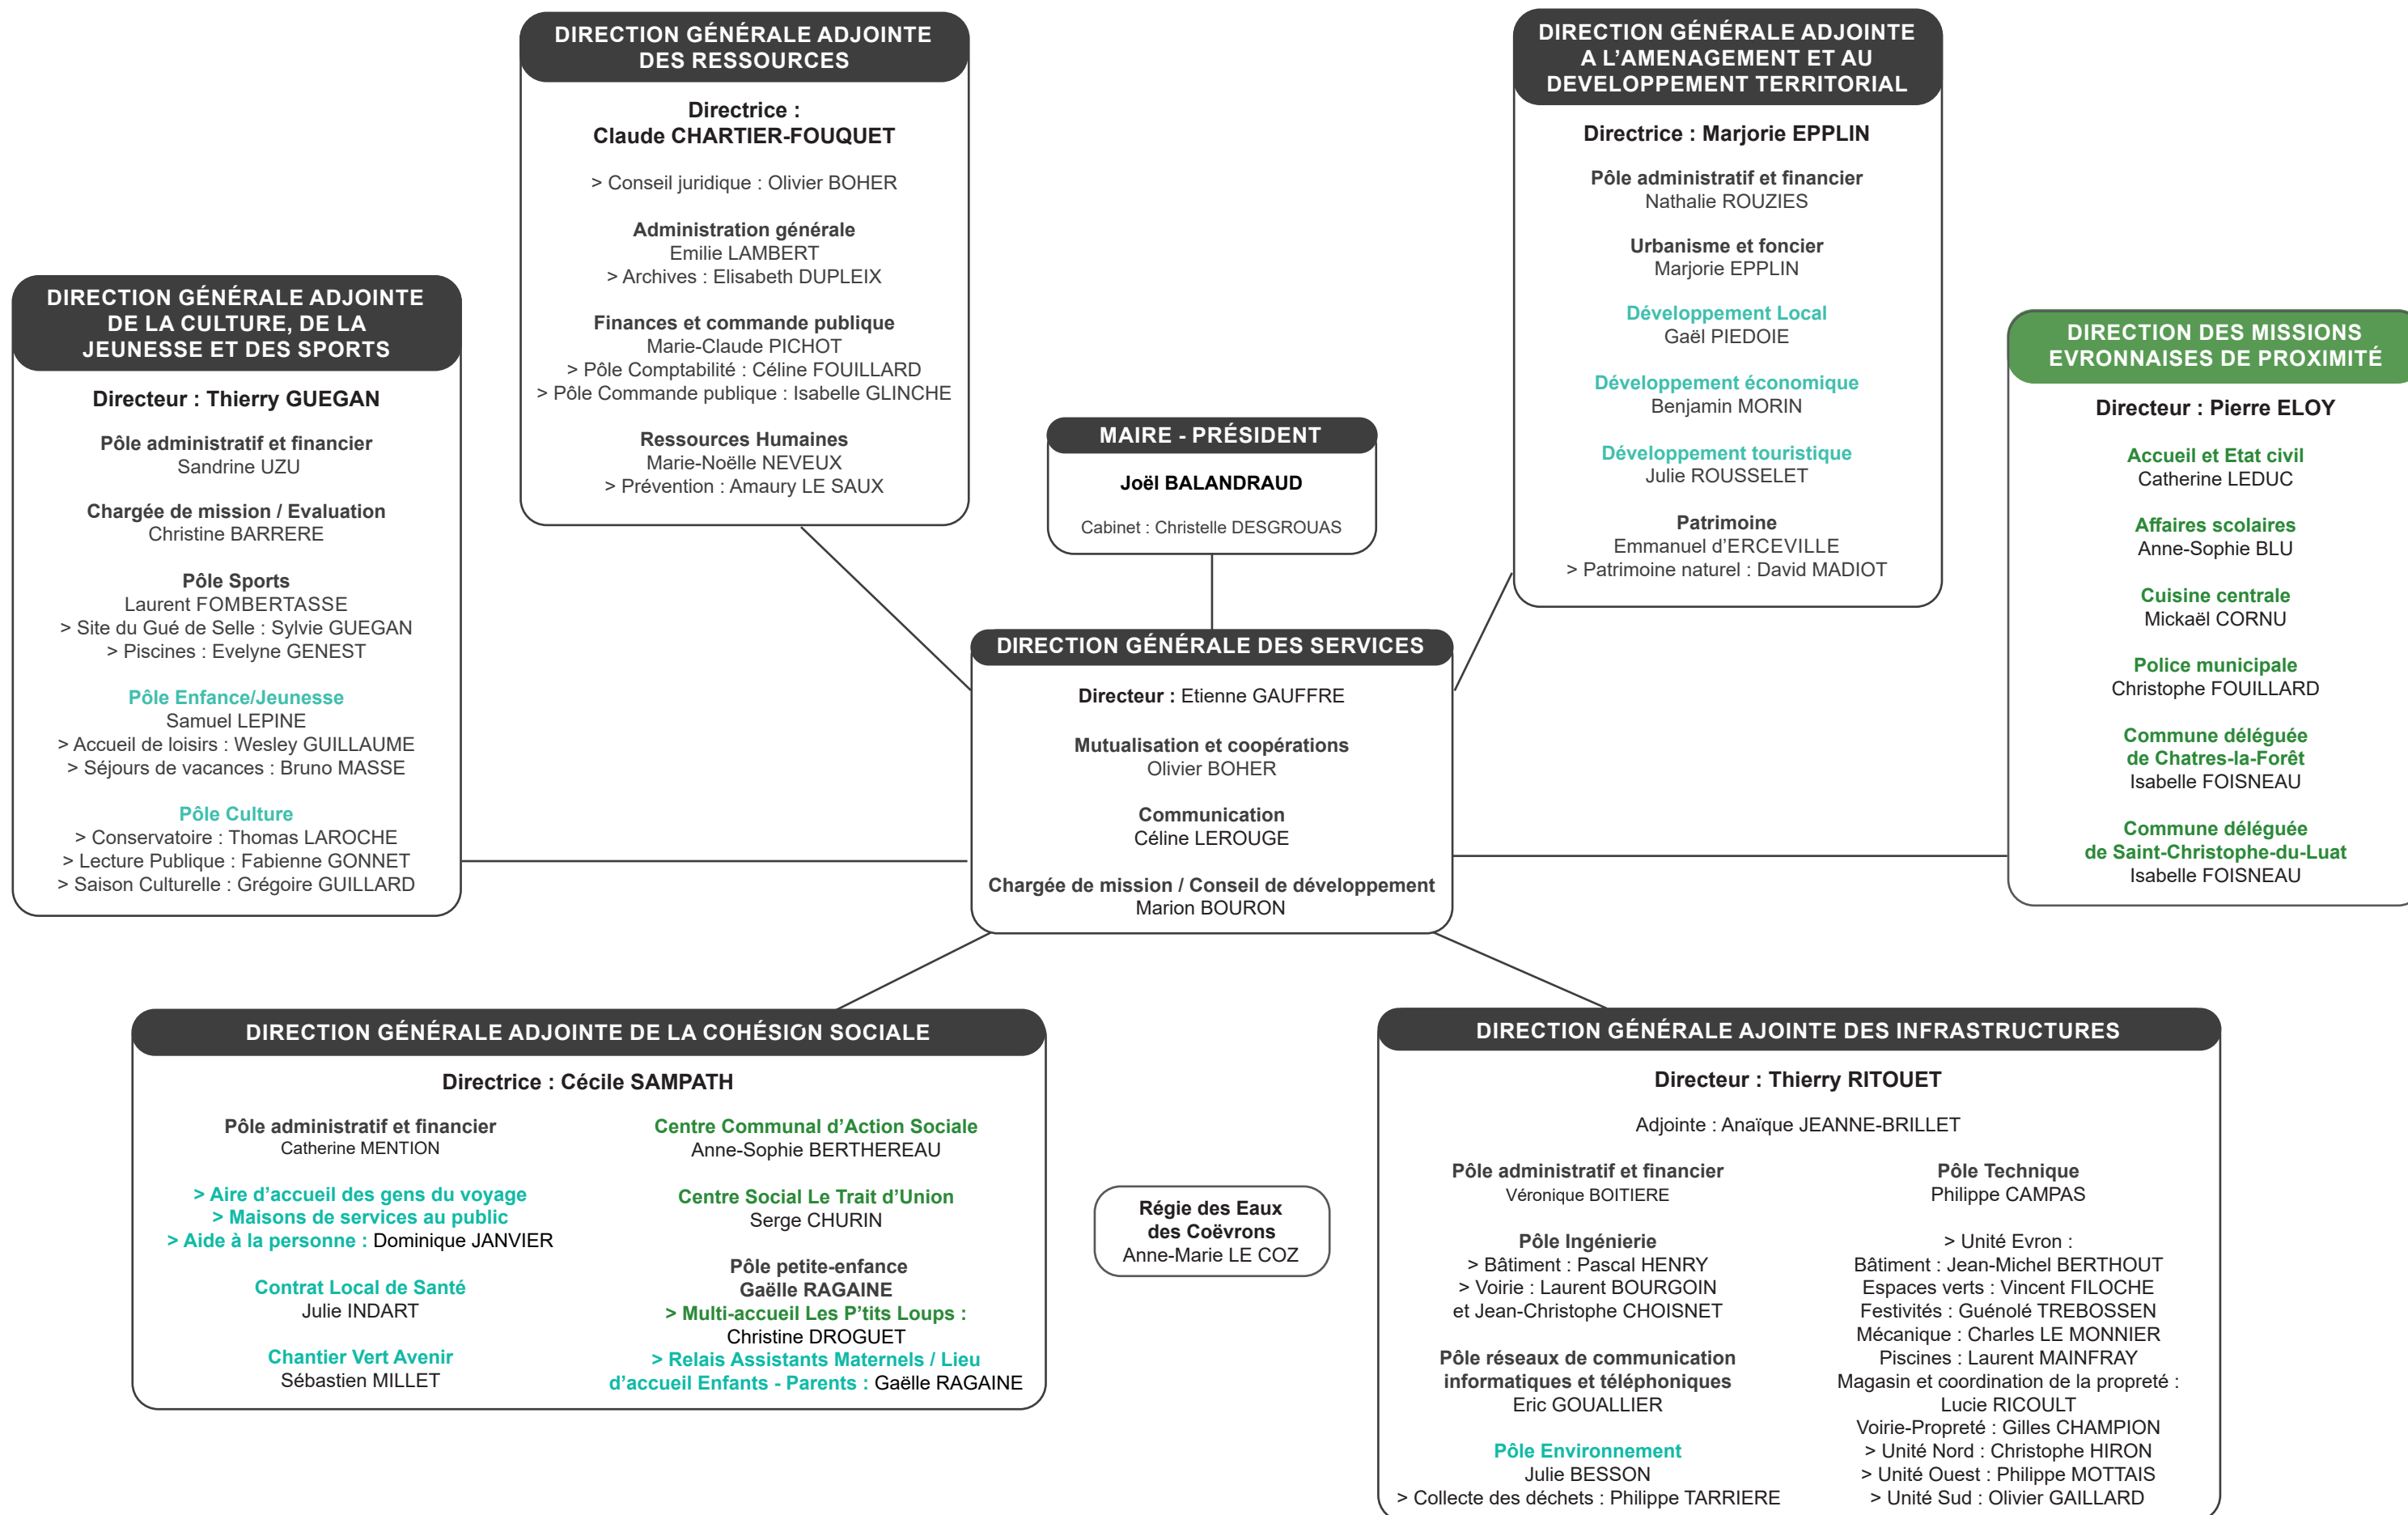 DIRECTION GÉNÉRALE ADJOINTE
DES RESSOURCES
Directrice :
Claude CHARTIER-FOUQUET
> Conseil juridique : Olivier BOHER
Administration générale
Emilie LAMBERT
> Archives : Elisabeth DUPLEIX
Finances et commande publique
Marie-Claude PICHOT
> Pôle Comptabilité : Céline FOUILLARD
> Pôle Commande publique : Isabelle GLINCHE
Ressources Humaines
Marie-Noëlle NEVEUX
> Prévention : Amaury LE SAUX
DIRECTION GÉNÉRALE ADJOINTE
A L’AMENAGEMENT ET AU
DEVELOPPEMENT TERRITORIAL
Directrice : Marjorie EPPLIN
Pôle administratif et financier
Nathalie ROUZIES
Urbanisme et foncier
Marjorie EPPLIN
Développement Local
Gaël PIEDOIE
Développement économique
Benjamin MORIN
Développement touristique
Julie ROUSSELET
Patrimoine
Emmanuel d’ERCEVILLE
> Patrimoine naturel : David MADIOT
DIRECTION GÉNÉRALE ADJOINTE
DE LA CULTURE, DE LA
JEUNESSE ET DES SPORTS
Directeur : Thierry GUEGAN
Pôle administratif et financier
Sandrine UZU
Chargée de mission / Evaluation
Christine BARRERE
Pôle Sports
Laurent FOMBERTASSE
> Site du Gué de Selle : Sylvie GUEGAN
> Piscines : Evelyne GENEST
Pôle Enfance/Jeunesse
Samuel LEPINE
> Accueil de loisirs : Wesley GUILLAUME
> Séjours de vacances : Bruno MASSE
Pôle Culture
> Conservatoire : Thomas LAROCHE
> Lecture Publique : Fabienne GONNET
> Saison Culturelle : Grégoire GUILLARD
MAIRE - PRÉSIDENT
Joël BALANDRAUD
Cabinet : Christelle DESGROUAS
DIRECTION GÉNÉRALE DES SERVICES
Directeur : Etienne GAUFFRE
Mutualisation et coopérations
Olivier BOHER
Communication
Céline LEROUGE
Chargée de mission / Conseil de développement
Marion BOURON
DIRECTION DES MISSIONS
EVRONNAISES DE PROXIMITÉ
Directeur : Pierre ELOY
Accueil et Etat civil
Catherine LEDUC
Affaires scolaires
Anne-Sophie BLU
Cuisine centrale
Mickaël CORNU
Police municipale
Christophe FOUILLARD
Commune déléguée
de Chatres-la-Forêt
Isabelle FOISNEAU
Commune déléguée
de Saint-Christophe-du-Luat
Isabelle FOISNEAU
DIRECTION GÉNÉRALE ADJOINTE DE LA COHÉSION SOCIALE
Directrice : Cécile SAMPATH
Pôle administratif et financier
Catherine MENTION
> Aire d’accueil des gens du voyage
> Maisons de services au public
> Aide à la personne : Dominique JANVIER
Contrat Local de Santé
Julie INDART
Chantier Vert Avenir
Sébastien MILLET
Centre Communal d’Action Sociale
Anne-Sophie BERTHEREAU
Centre Social Le Trait d’Union
Serge CHURIN
Pôle petite-enfance
Gaëlle RAGAINE
> Multi-accueil Les P’tits Loups :
Christine DROGUET
> Relais Assistants Maternels / Lieu
d’accueil Enfants - Parents : Gaëlle RAGAINE
Régie des Eaux
des Coëvrons
Anne-Marie LE COZ
DIRECTION GÉNÉRALE AJOINTE DES INFRASTRUCTURES
Directeur : Thierry RITOUET
Adjointe : Anaïque JEANNE-BRILLET
Pôle administratif et financier
Véronique BOITIERE
Pôle Ingénierie
> Bâtiment : Pascal HENRY
> Voirie : Laurent BOURGOIN
et Jean-Christophe CHOISNET
Pôle réseaux de communication
informatiques et téléphoniques
Eric GOUALLIER
Pôle Environnement
Julie BESSON
> Collecte des déchets : Philippe TARRIERE
Pôle Technique
Philippe CAMPAS
> Unité Evron :
Bâtiment : Jean-Michel BERTHOUT
Espaces verts : Vincent FILOCHE
Festivités : Guénolé TREBOSSEN
Mécanique : Charles LE MONNIER
Piscines : Laurent MAINFRAY
Magasin et coordination de la propreté :
Lucie RICOULT
Voirie-Propreté : Gilles CHAMPION
> Unité Nord : Christophe HIRON
> Unité Ouest : Philippe MOTTAIS
> Unité Sud : Olivier GAILLARD